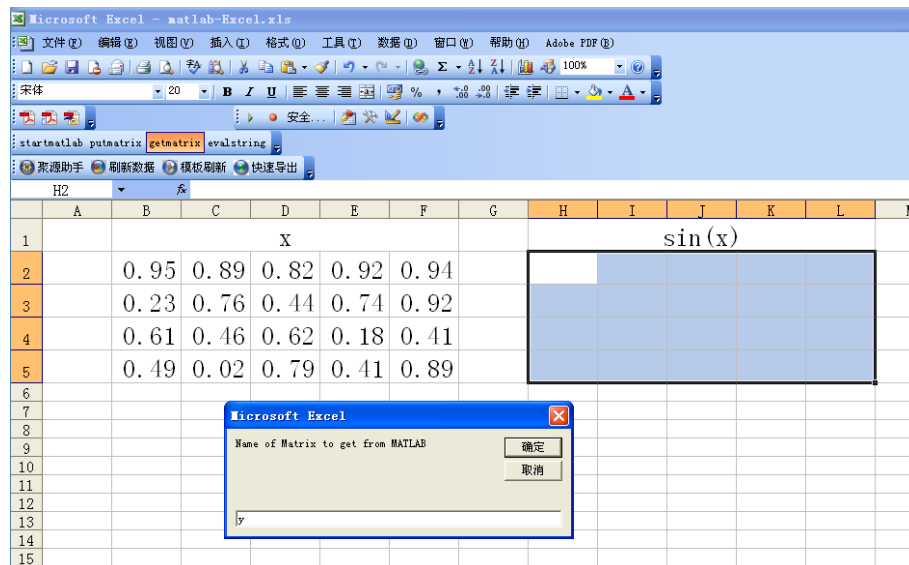 Microsoft Excel - matlab-Excel.xls
文件(F) 编辑(E) 视图(V) 插入(I) 格式(O) 工具(T) 数据(D) 窗口(W) 帮助(H) Adobe PDF(B)
Σ 100%
宋体 20 B I U % , A
安全...
startmatlab putmatrix getmatrix evalstring
聚源助手 刷新数据 模板刷新 快速导出
H2 fx
A B C D E F G H I J K L
1 x sin(x)
2 0.95 0.89 0.82 0.92 0.94
3 0.23 0.76 0.44 0.74 0.92
4 0.61 0.46 0.62 0.18 0.41
5 0.49 0.02 0.79 0.41 0.89
6
7
8
9
10
11
12
13
14
15
Microsoft Excel
Name of Matrix to get from MATLAB
确定
取消
y